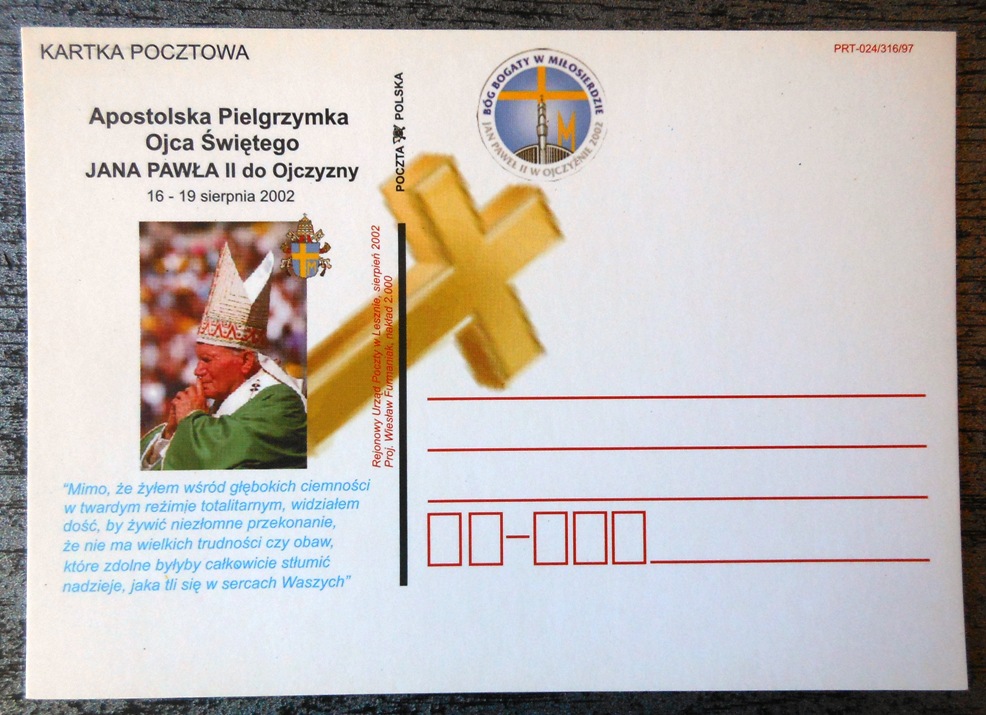 KARTKA POCZTOWA
PRT-024/316/97
Apostolska Pielgrzymka
Ojca Świętego
JANA PAWŁA II do Ojczyzny
16 - 19 sierpnia 2002
POCZTA POLSKA
BÓG BOGATY W MIŁOSIERDZIE
JAN PAWEŁ II W OJCZYŹNIE 2002
M
Rejonowy Urząd Poczty w Lesznie, sierpień 2002
Proj. Wiesław Furmaniak, nakład 2.000
“Mimo, że żyłem wśród głębokich ciemności
w twardym reżimie totalitarnym, widziałem
dość, by żywić niezłomne przekonanie,
że nie ma wielkich trudności czy obaw,
które zdolne byłyby całkowicie stłumić
nadzieje, jaka tli się w sercach Waszych”